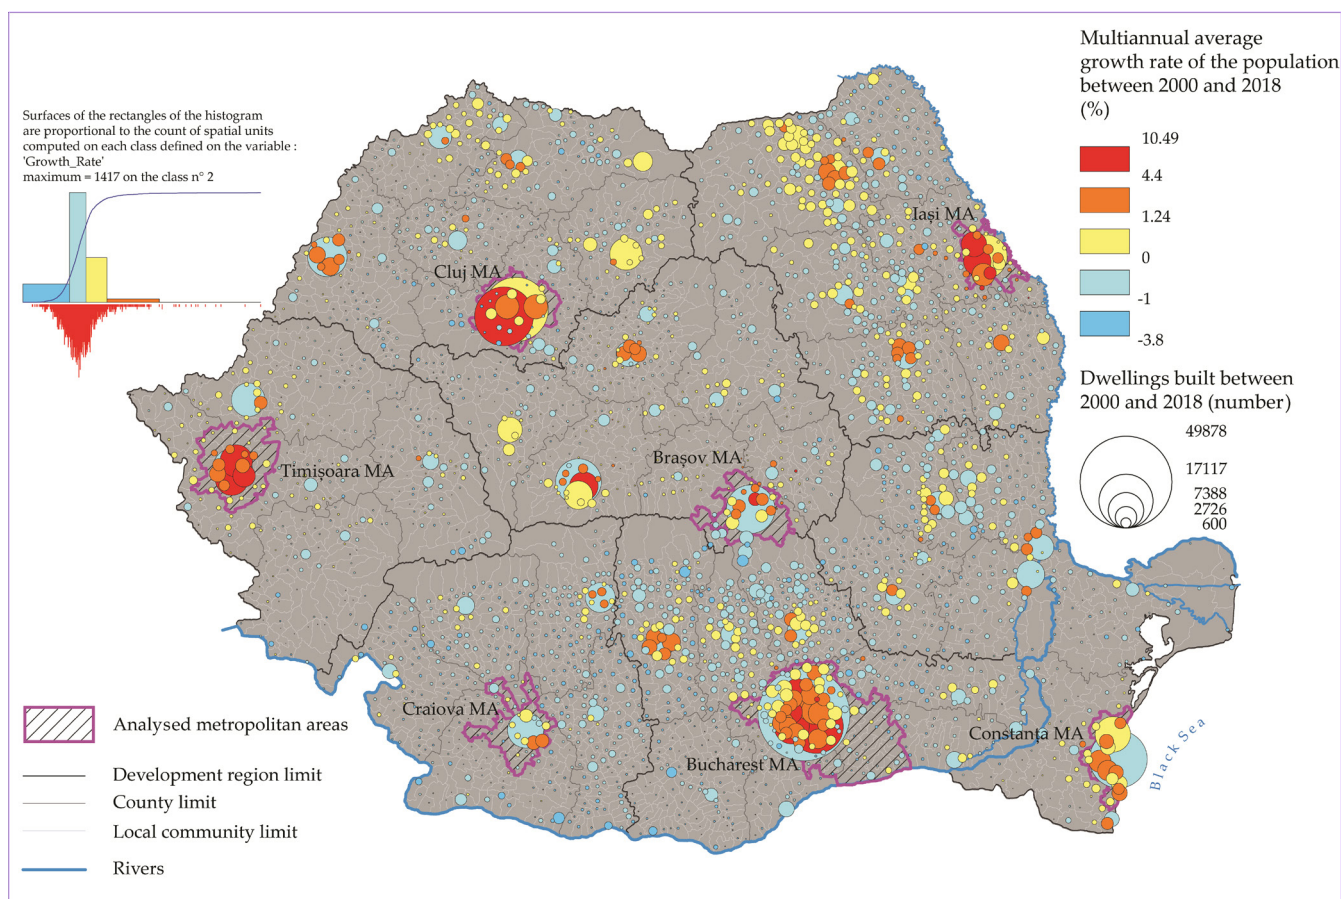 Multiannual average
growth rate of the population
between 2000 and 2018
(%)
10.49
4.4
1.24
0
-1
-3.8
Dwellings built between
2000 and 2018 (number)
49878
17117
7388
2726
600
Surfaces of the rectangles of the histogram
are proportional to the count of spatial units
computed on each class defined on the variable :
'Growth_Rate'
maximum = 1417 on the class n° 2
Iași MA
Cluj MA
Timișoara MA
Brașov MA
Craiova MA
Bucharest MA
Constanța MA
Black Sea
Analysed metropolitan areas
Development region limit
County limit
Local community limit
Rivers